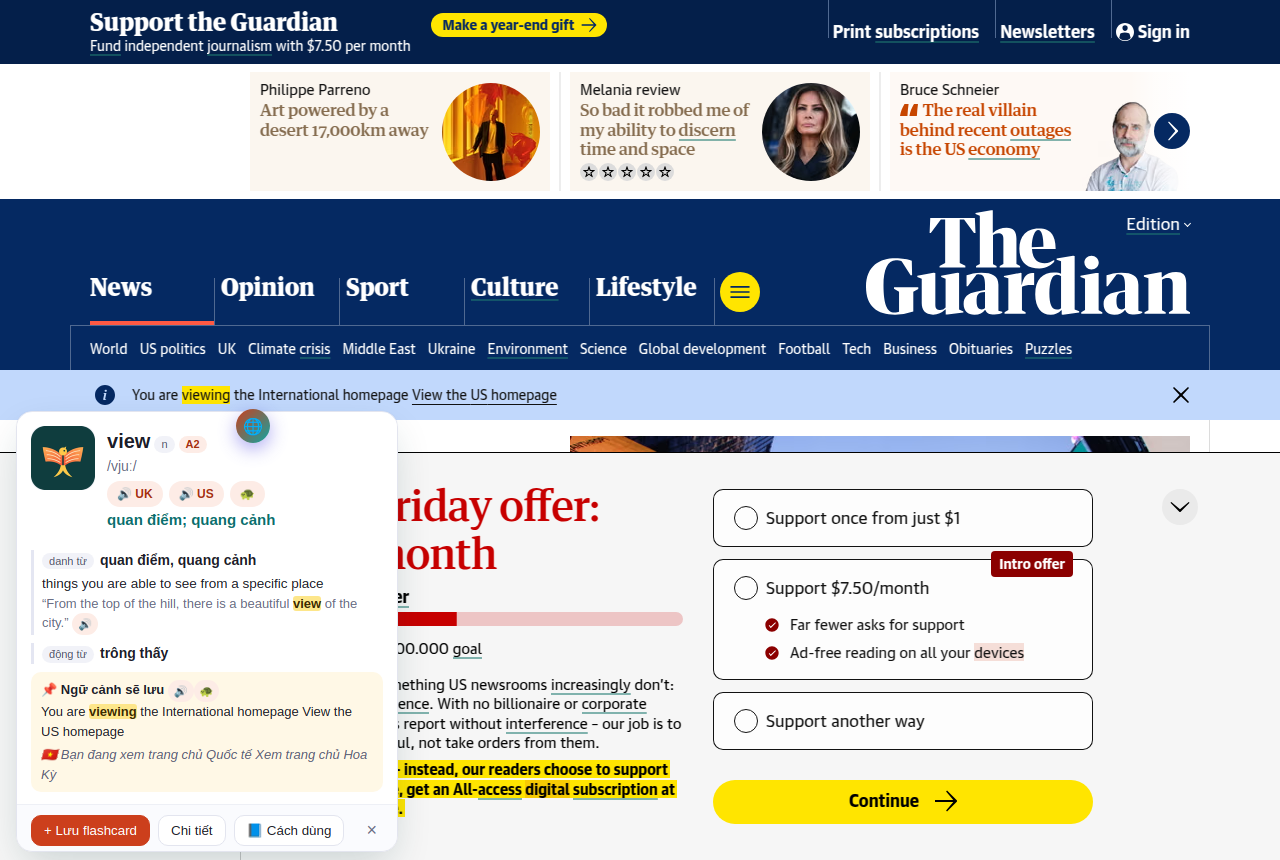 Support the Guardian
Fund independent journalism with $7.50 per month
Make a year-end gift
Print subscriptions
Newsletters
Sign in
Philippe Parreno
Art powered by a
desert 17,000km away
Melania review
So bad it robbed me of
my ability to discern
time and space
Bruce Schneier
The real villain
behind recent outages
is the US economy
Edition
The
Guardian
News
Opinion
Sport
Culture
Lifestyle
World US politics UK Climate crisis Middle East Ukraine Environment Science Global development Football Tech Business Obituaries Puzzles
You are viewing the International homepage View the US homepage
view n A2
/vjuː/
🔊 UK 🔊 US 🐢
quan điểm; quang cảnh
danh từ quan điểm, quang cảnh
things you are able to see from a specific place
“From the top of the hill, there is a beautiful view of the
city.” 🔊
động từ trông thấy
📌 Ngữ cảnh sẽ lưu 🔊 🐢
You are viewing the International homepage View the
US homepage
🇻🇳 Bạn đang xem trang chủ Quốc tế Xem trang chủ Hoa
Kỳ
+ Lưu flashcard
Chi tiết
📘 Cách dùng
×
riday offer:
onth
er
00.000 goal
ething US newsrooms increasingly don’t:
ence. With no billionaire or corporate
report without interference – our job is to
ul, not take orders from them.
- instead, our readers choose to support
, get an All-access digital subscription at
Support once from just $1
Intro offer
Support $7.50/month
Far fewer asks for support
Ad-free reading on all your devices
Support another way
Continue